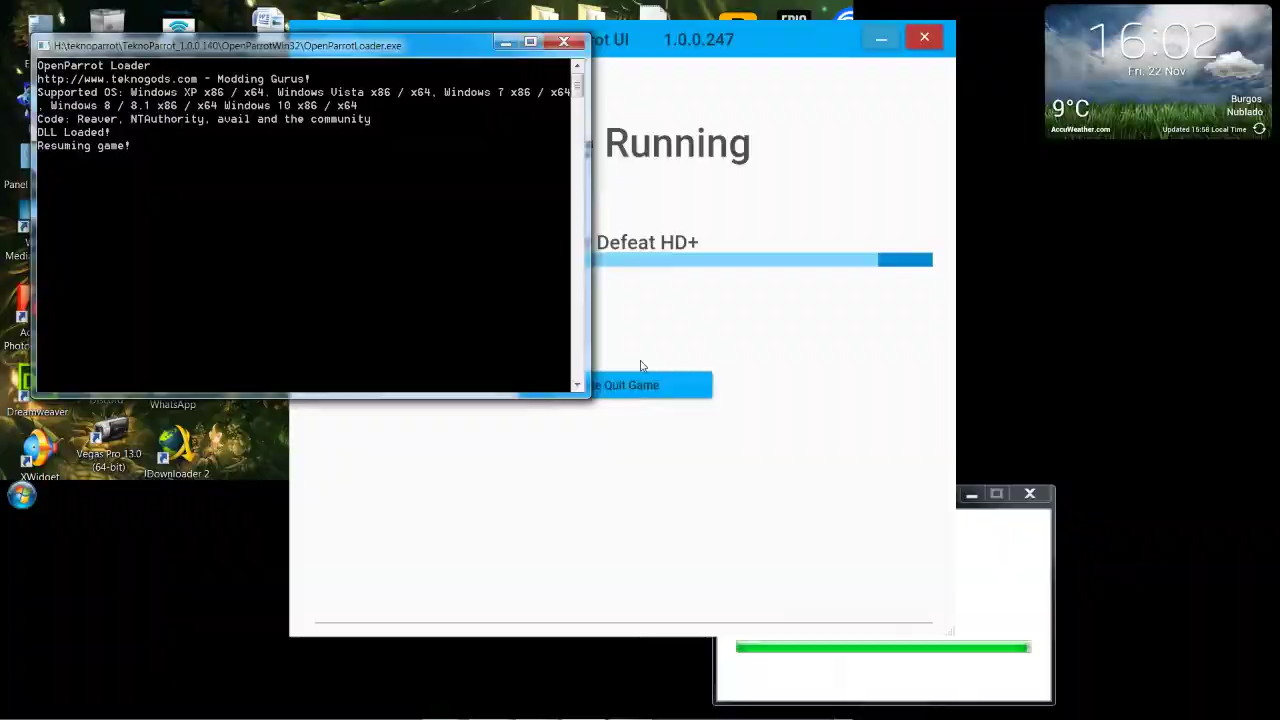 H:\teknoparrot\TeknoParrot_1.0.0.140\OpenParrotWin32\OpenParrotLoader.exe
OpenParrot Loader
http://www.teknogods.com - Modding Gurus!
Supported OS: Windows XP x86 / x64, Windows Vista x86 / x64, Windows 7 x86 / x64
, Windows 8 / 8.1 x86 / x64 Windows 10 x86 / x64
Code: Reaver, NTAuthority, avail and the community
DLL Loaded!
Resuming game!
UI 1.0.0.247
Running
Defeat HD+
Quit Game
16:02
Fri, 22 Nov
9°C
Burgos
Nublado
AccuWeather.com
Updated 15:58 Local Time
Panel
Media
Photo
Dreamweaver
WhatsApp
XWidget
Vegas Pro 13.0
(64-bit)
JDownloader 2